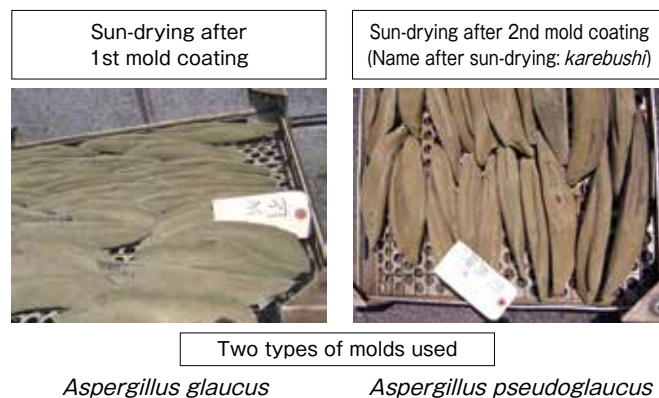 Sun-drying after
1st mold coating
Sun-drying after 2nd mold coating
(Name after sun-drying: karebushi)
Two types of molds used
Aspergillus glaucus
Aspergillus pseudoglaucus